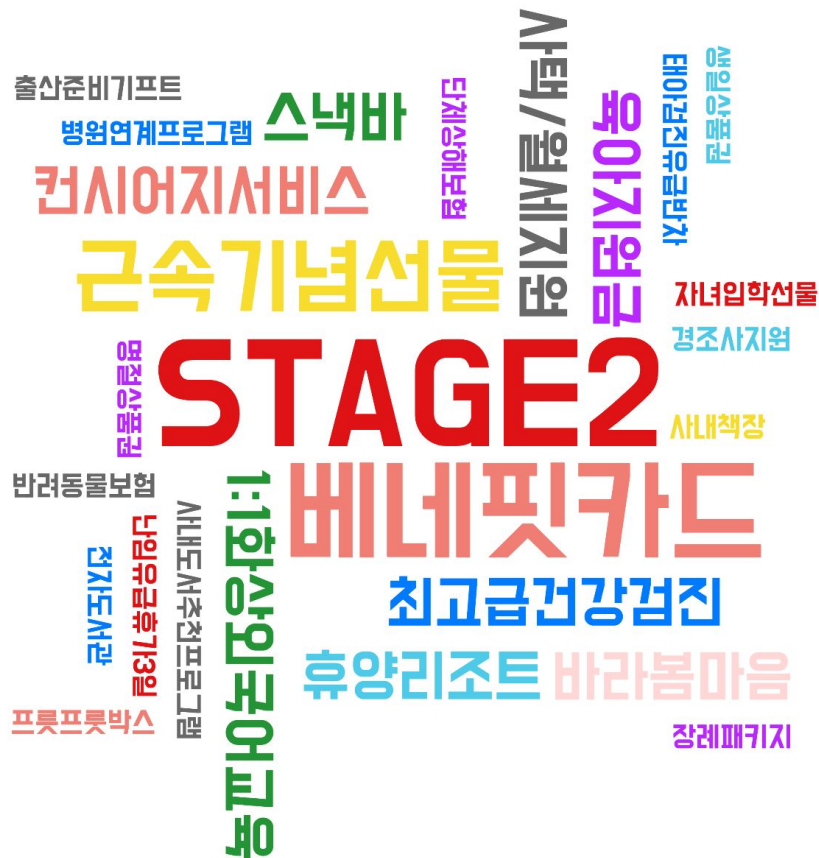 출산준비기프트
병원연계프로그램
스낵바
단체상해보험
사택/월세지원
육아지원금
태아검진유급반차
생일상품권
컨시어지서비스
근속기념선물
자녀입학선물
경조사지원
명절상품권
STAGE2
사내책장
베네핏카드
반려동물보험
전자도서관
난임유급휴가3일
사내도서추천프로그램
1:1화상외국어교육
최고급건강검진
휴양리조트
바라봄마음
프룻프룻박스
장례패키지